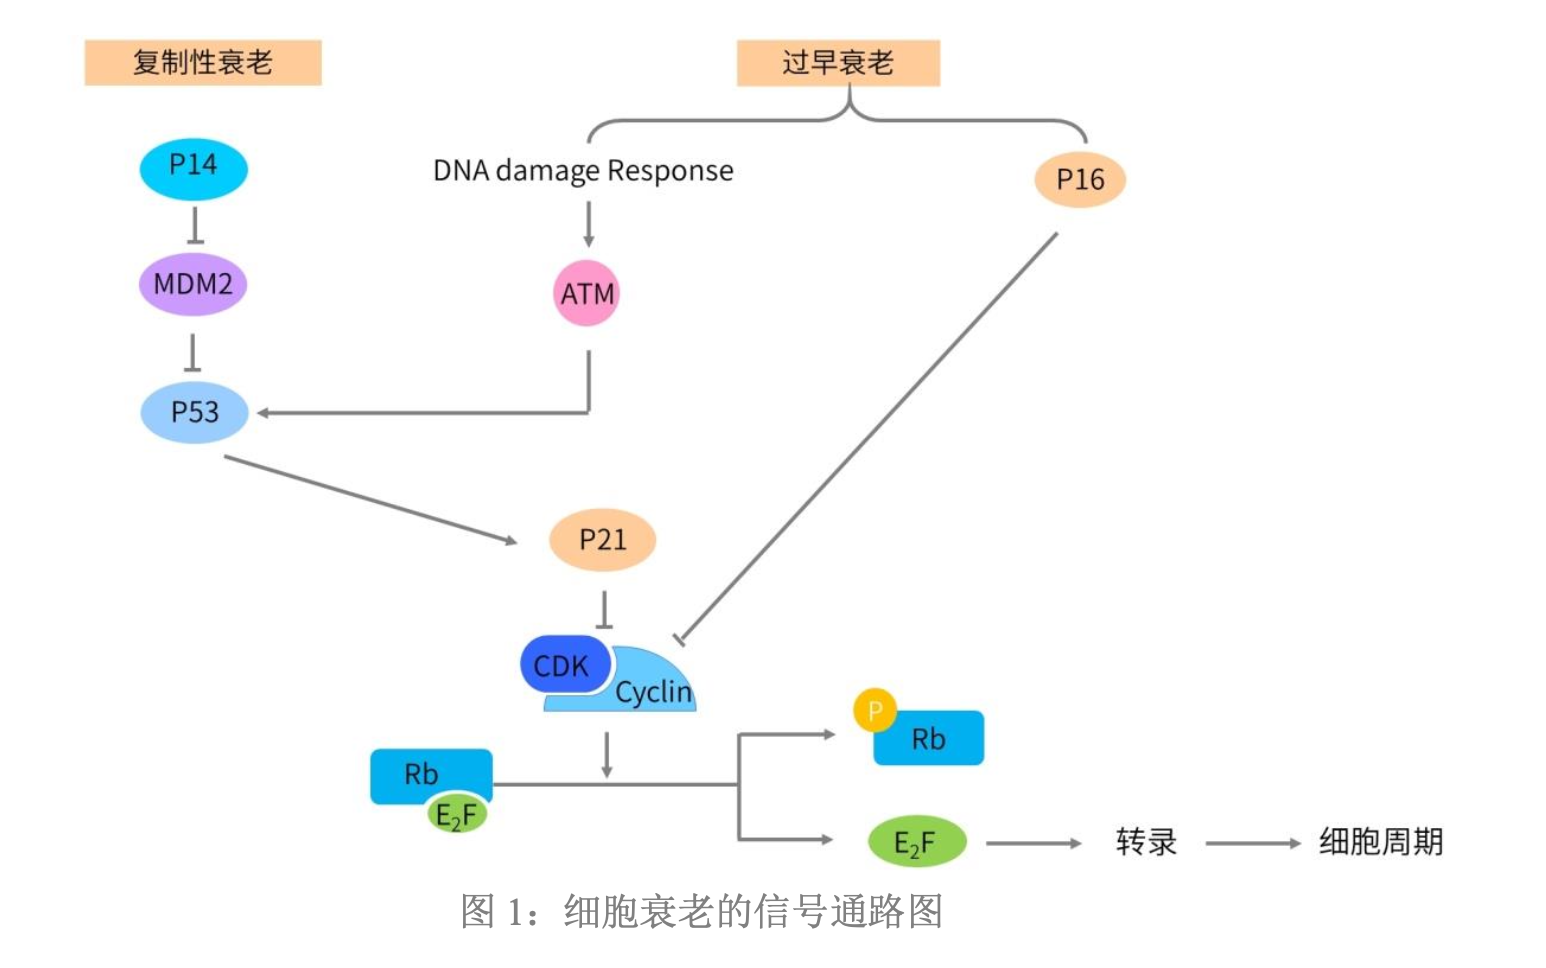 复制性衰老
过早衰老
P14
DNA damage Response
P16
MDM2
ATM
P53
P21
CDK
Cyclin
P
Rb
Rb
E₂F
E₂F
转录
细胞周期
图 1：细胞衰老的信号通路图